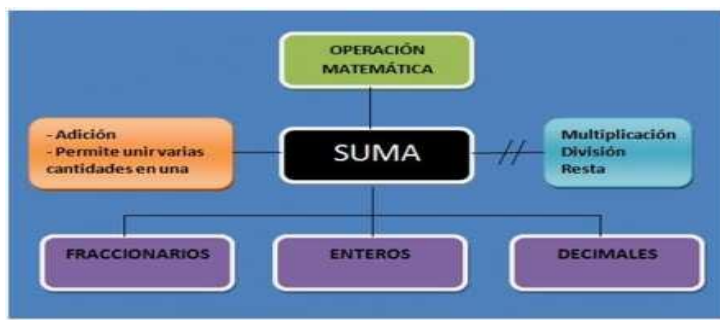 OPERACIÓN
MATEMÁTICA
- Adición
- Permite unir varias
cantidades en una
SUMA
Multiplicación
División
Resta
FRACCIONARIOS
ENTEROS
DECIMALES